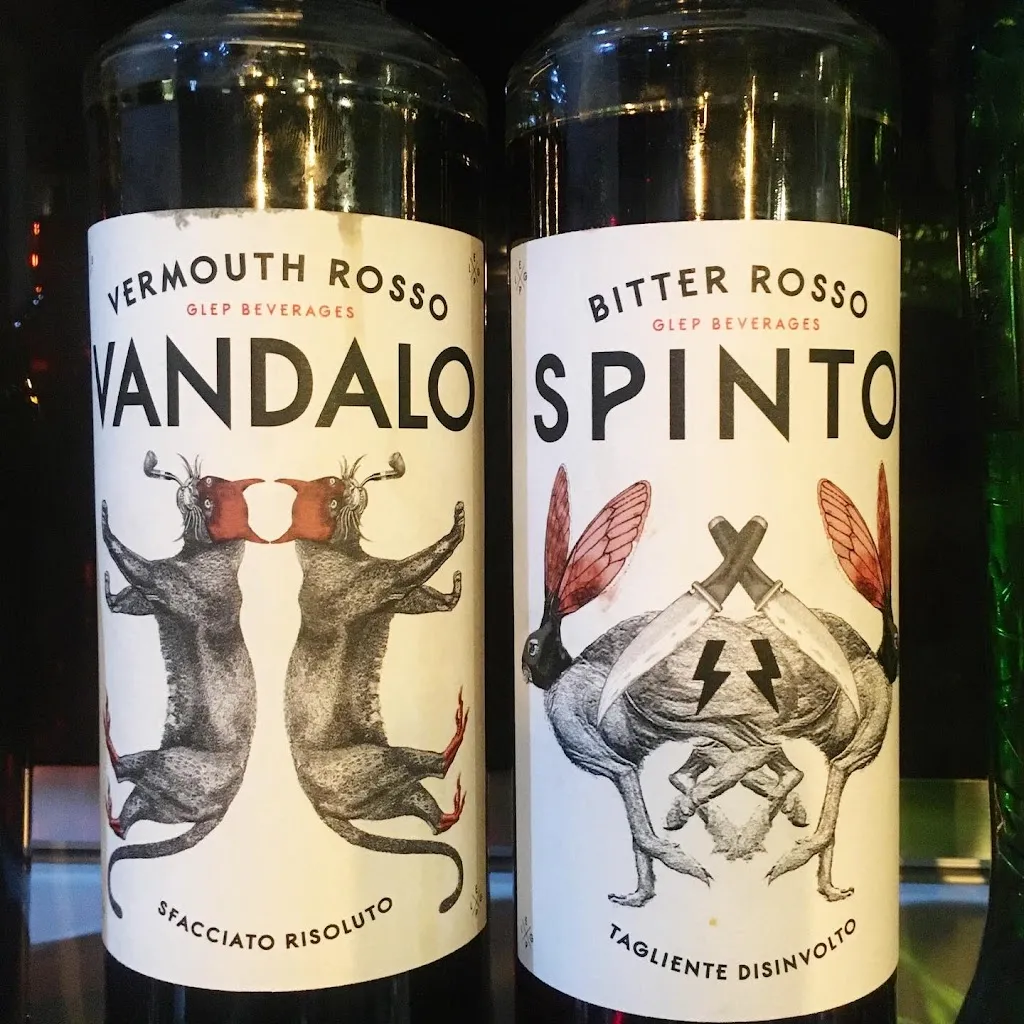 VERMOUTH ROSSO
GLEP BEVERAGES
VANDALO
SFACCIATO RISOLUTO
BITTER ROSSO
GLEP BEVERAGES
SPINTO
TAGLIENTE DISINVOLTO